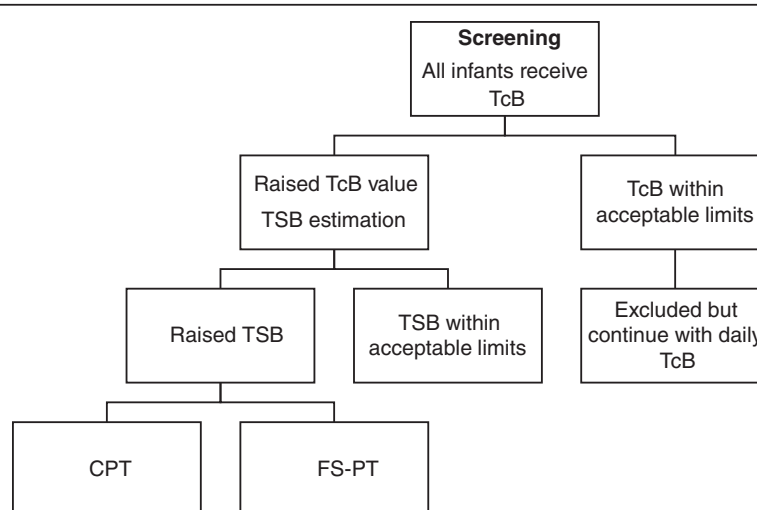 Screening
All infants receive
TcB
Raised TcB value
TSB estimation
TcB within
acceptable limits
Raised TSB
TSB within
acceptable limits
Excluded but
continue with daily
TcB
CPT
FS-PT